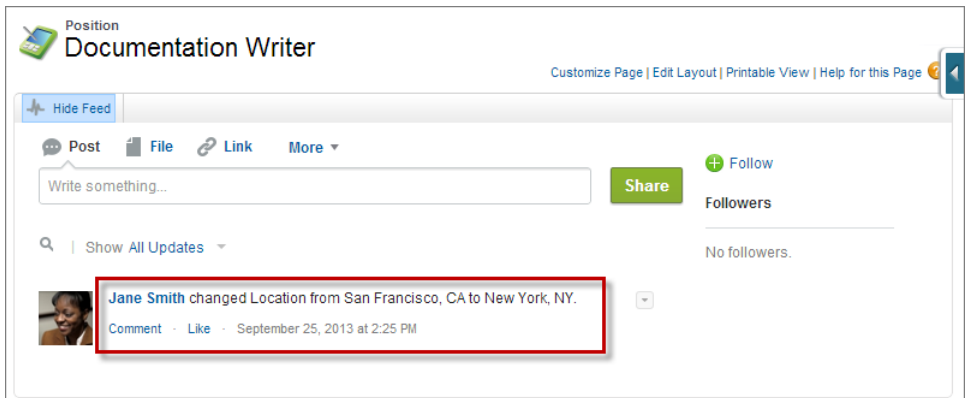 Position
Documentation Writer
Customize Page | Edit Layout | Printable View | Help for this Page ?
Hide Feed
Post File Link More
Write something...
Share
Follow
Followers
Show All Updates
No followers.
Jane Smith changed Location from San Francisco, CA to New York, NY.
Comment · Like · September 25, 2013 at 2:25 PM